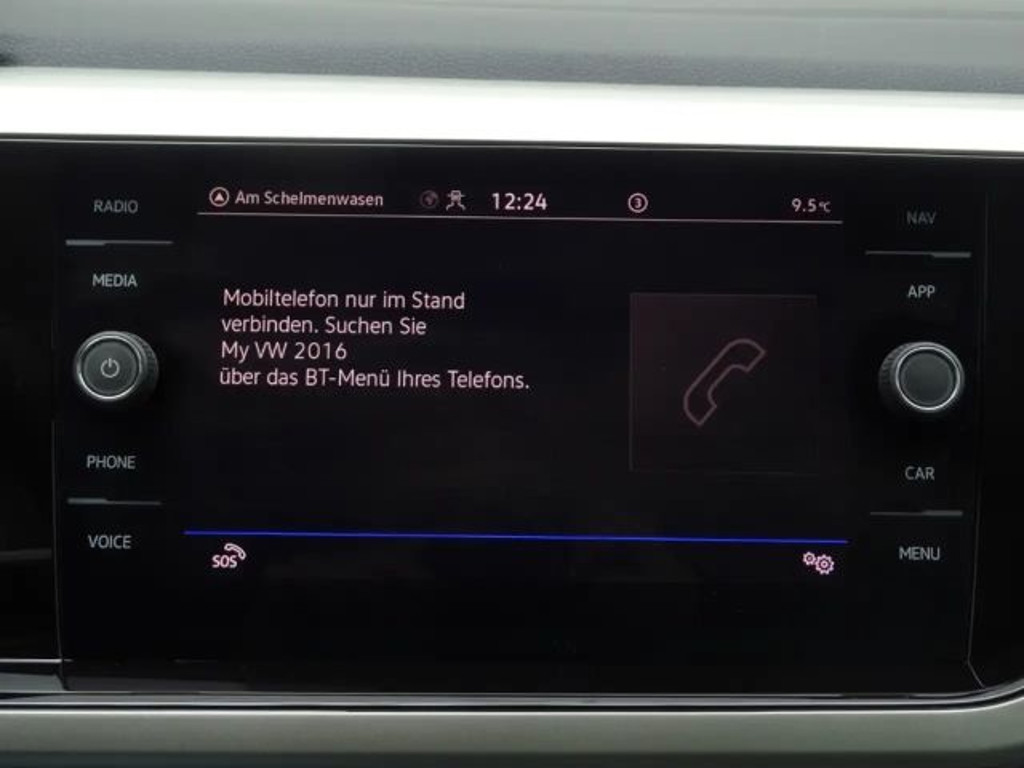 RADIO
MEDIA
PHONE
VOICE
Am Schelmenwasen
12:24
3
9.5°C
Mobiltelefon nur im Stand
verbinden. Suchen Sie
My VW 2016
über das BT-Menü Ihres Telefons.
SOS
NAV
APP
CAR
MENU